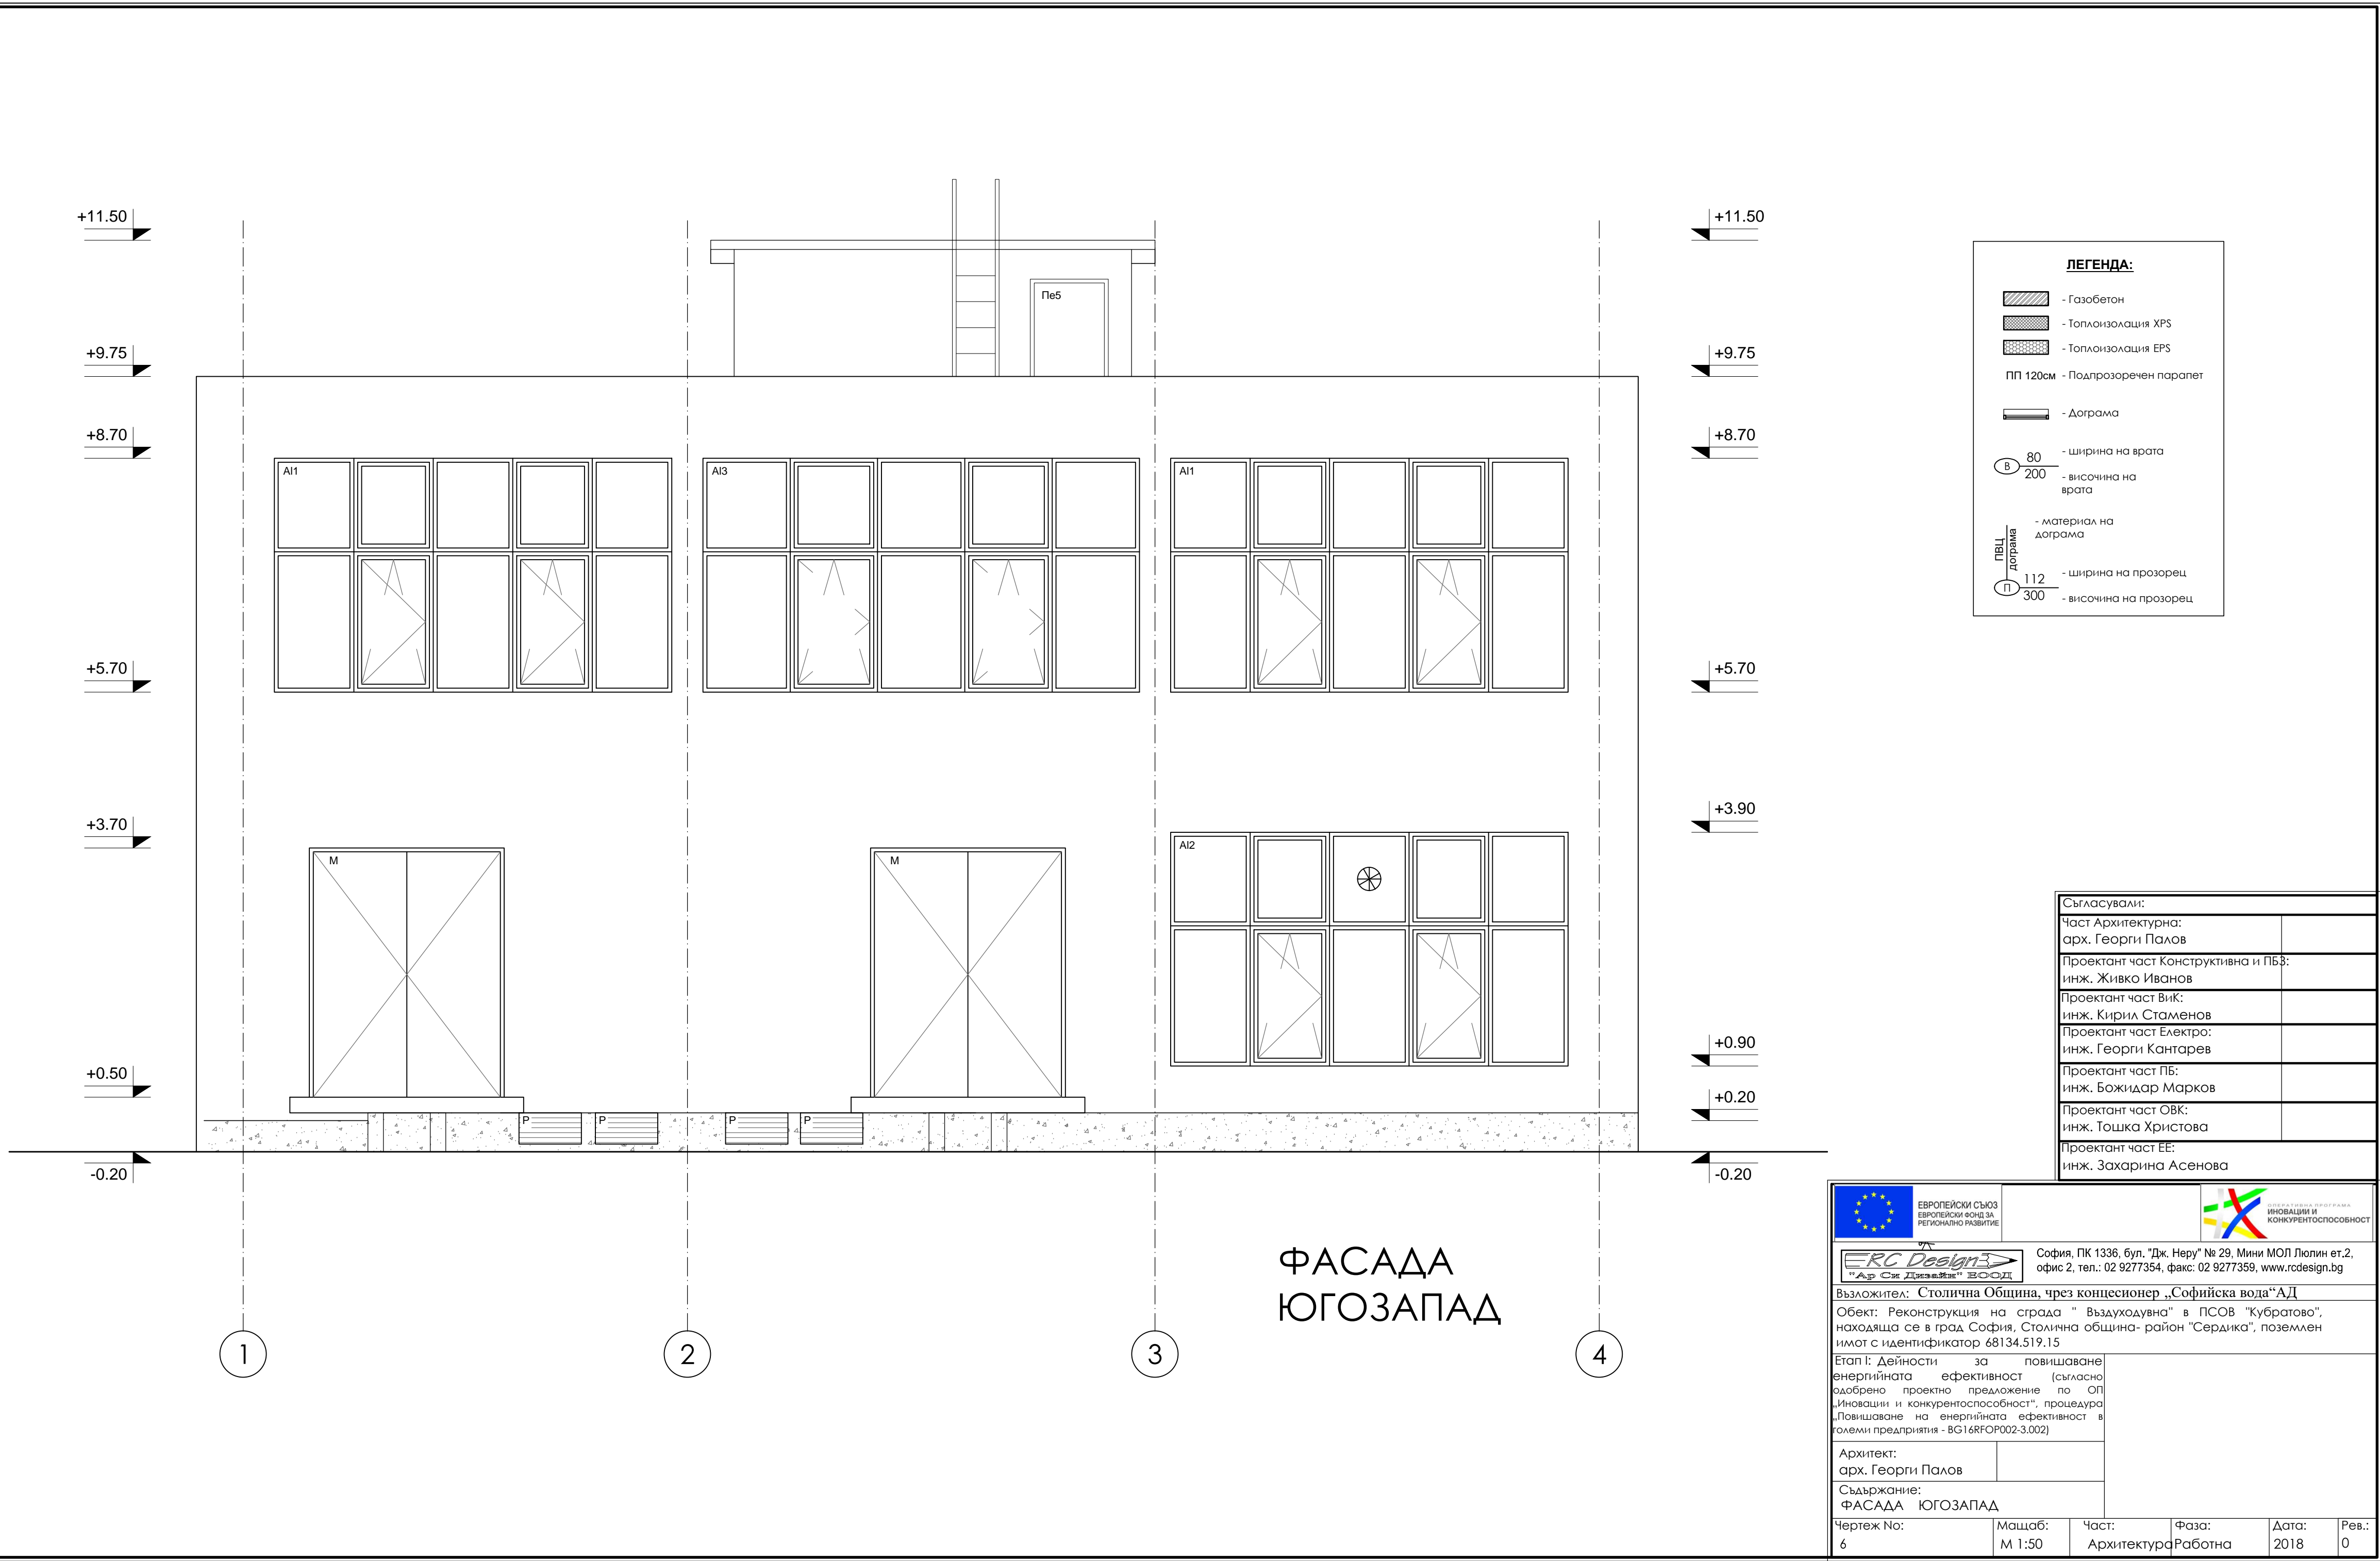 +11.50
+9.75
+8.70
+5.70
+3.70
+0.50
-0.20
Пе5
Al1
Al3
Al1
M
M
Al2
P
P
P
P
+11.50
+9.75
+8.70
+5.70
+3.90
+0.90
+0.20
-0.20
1
2
3
4
ФАСАДА
ЮГОЗАПАД
ЛЕГЕНДА:
- Газобетон
- Топлоизолация XPS
- Топлоизолация EPS
ПП 120см - Подпрозоречен парапет
- Дограма
В 80 - ширина на врата
200 - височина на
врата
- материал на
дограма
ПВЦ
дограма
П 112 - ширина на прозорец
300 - височина на прозорец
Съгласували:
Част Архитектурна:
арх. Георги Палов
Проектант част Конструктивна и ПБЗ:
инж. Живко Иванов
Проектант част ВиК:
инж. Кирил Стаменов
Проектант част Електро:
инж. Георги Кантарев
Проектант част ПБ:
инж. Божидар Марков
Проектант част ОВК:
инж. Тошка Христова
Проектант част ЕЕ:
инж. Захарина Асенова
ЕВРОПЕЙСКИ СЪЮЗ
ЕВРОПЕЙСКИ ФОНД ЗА
РЕГИОНАЛНО РАЗВИТИЕ
ОПЕРАТИВНА ПРОГРАМА
ИНОВАЦИИ И
КОНКУРЕНТОСПОСОБНОСТ
RC Design
"Ар Си Дизайн" ЕООД
София, ПК 1336, бул. "Дж. Неру" № 29, Мини МОЛ Люлин ет.2,
офис 2, тел.: 02 9277354, факс: 02 9277359, www.rcdesign.bg
Възложител: Столична Община, чрез концесионер „Софийска вода“АД
Обект: Реконструкция на сграда " Въздуходувна" в ПСОВ "Кубратово",
находяща се в град София, Столична община- район "Сердика", поземлен
имот с идентификатор 68134.519.15
Етап I: Дейности за повишаване
енергийната ефективност (съгласно
одобрено проектно предложение по ОП
„Иновации и конкурентоспособност“, процедура
„Повишаване на енергийната ефективност в
големи предприятия - BG16RFOP002-3.002)
Архитект:
арх. Георги Палов
Съдържание:
ФАСАДА ЮГОЗАПАД
Чертеж No: Мащаб: Част: Фаза: Дата: Рев.:
6 М 1:50 Архитектура Работна 2018 0